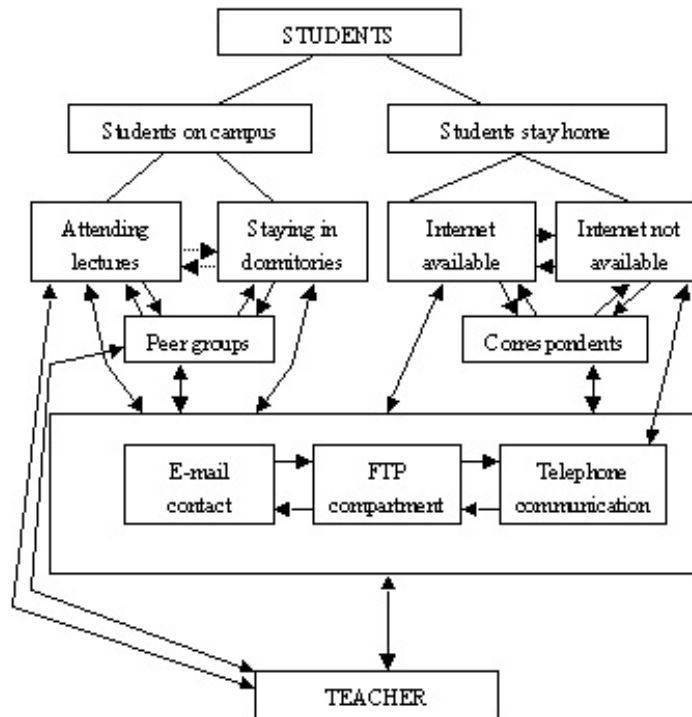 STUDENTS
Students on campus
Students stay home
Attending
lectures
Staying in
dormitories
Internet
available
Internet not
available
Peer groups
Correspondents
E-mail
contact
FTP
compartment
Telephone
communication
TEACHER